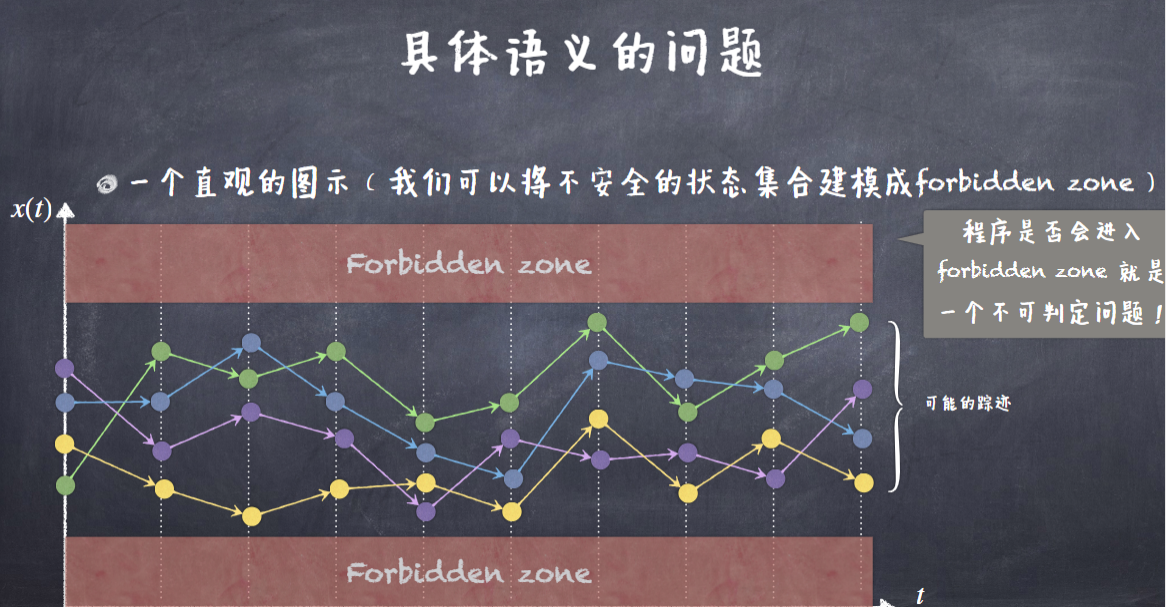 具体语义的问题
一个直观的图示（我们可以将不安全的状态集合建模成forbidden zone）
x(t)
Forbidden zone
程序是否会进入
forbidden zone 就是
一个不可判定问题！
可能的踪迹
Forbidden zone
t